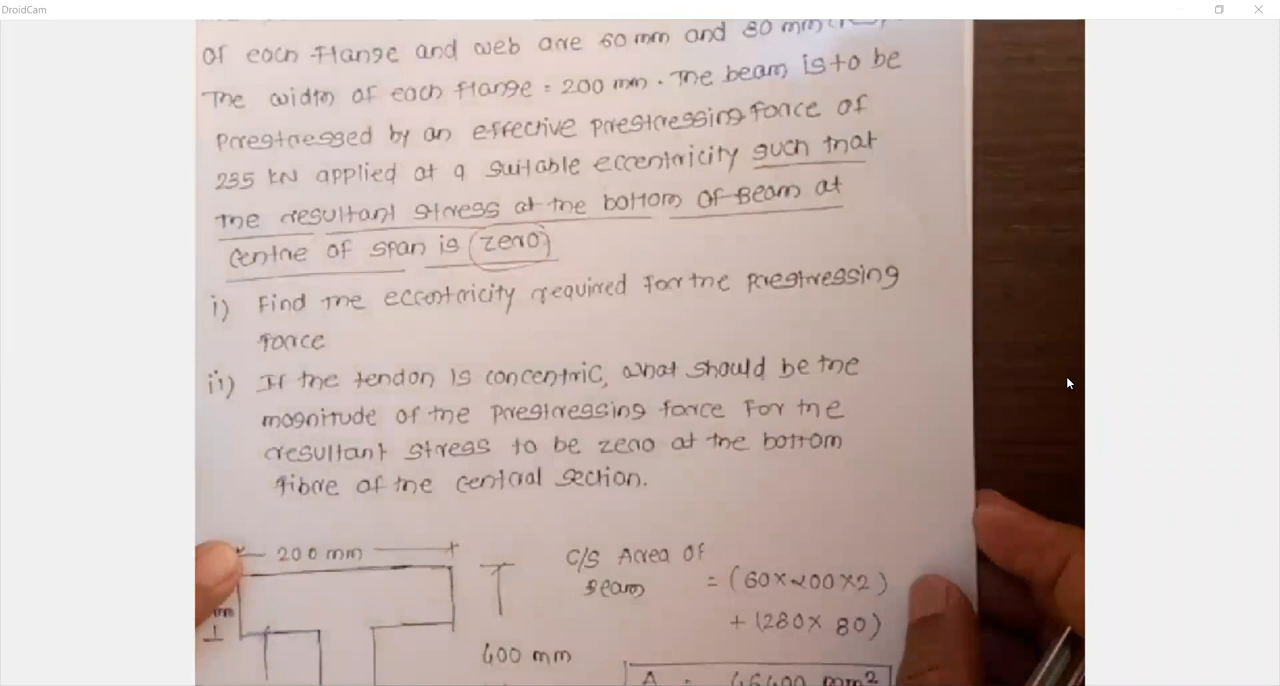 DroidCam
of each flange and web are 60 mm and 80 mm
The width of each flange = 200 mm. The beam is to be
prestressed by an effective prestressing force of
235 kN applied at a suitable eccentricity such that
the resultant stress at the bottom of Beam at
centre of span is zero
i) Find the eccentricity required for the prestressing
force
ii) If the tendon is concentric, what should be the
magnitude of the prestressing force for the
resultant stress to be zero at the bottom
fibre of the central section.
200 mm
C/S Area of
Beam = (60×200×2)
+ (280× 80)
mm
400 mm
A = 46400 mm2